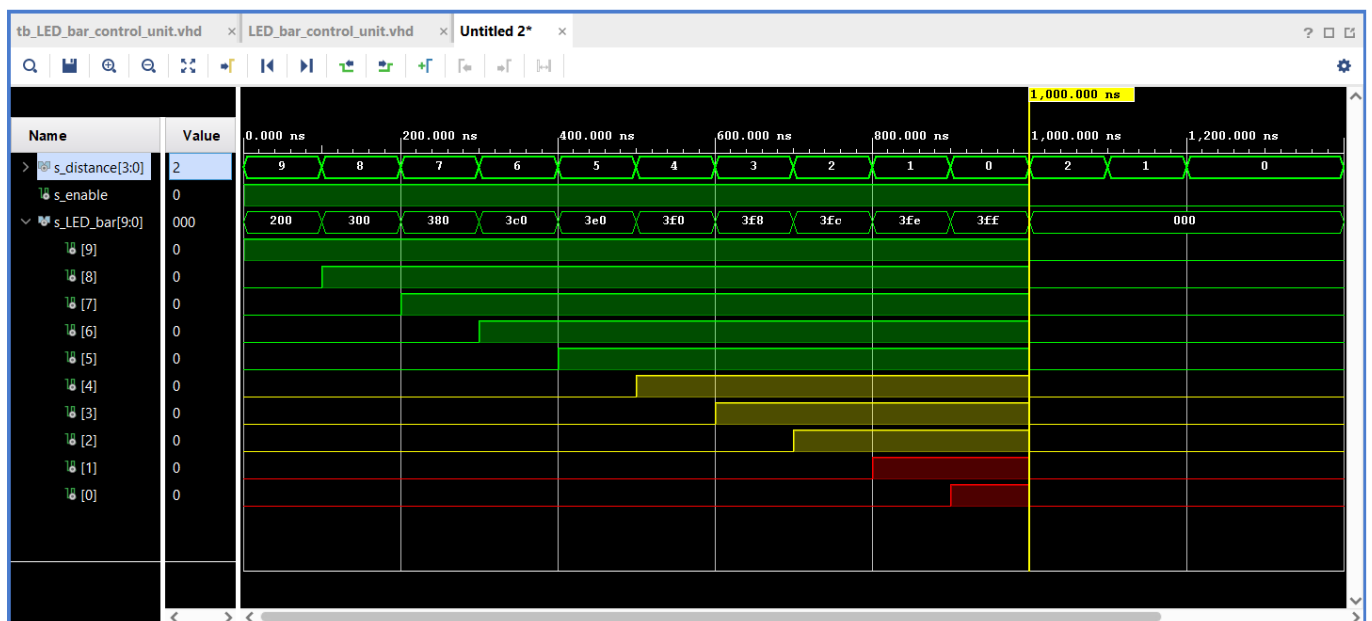 tb_LED_bar_control_unit.vhd × LED_bar_control_unit.vhd × Untitled 2* ×
1,000.000 ns
Name Value 0.000 ns 200.000 ns 400.000 ns 600.000 ns 800.000 ns 1,000.000 ns 1,200.000 ns
s_distance[3:0] 2 9 8 7 6 5 4 3 2 1 0 2 1 0
s_enable 0
s_LED_bar[9:0] 000 200 300 380 3c0 3e0 3f0 3f8 3fc 3fe 3ff 000
[9] 0
[8] 0
[7] 0
[6] 0
[5] 0
[4] 0
[3] 0
[2] 0
[1] 0
[0] 0